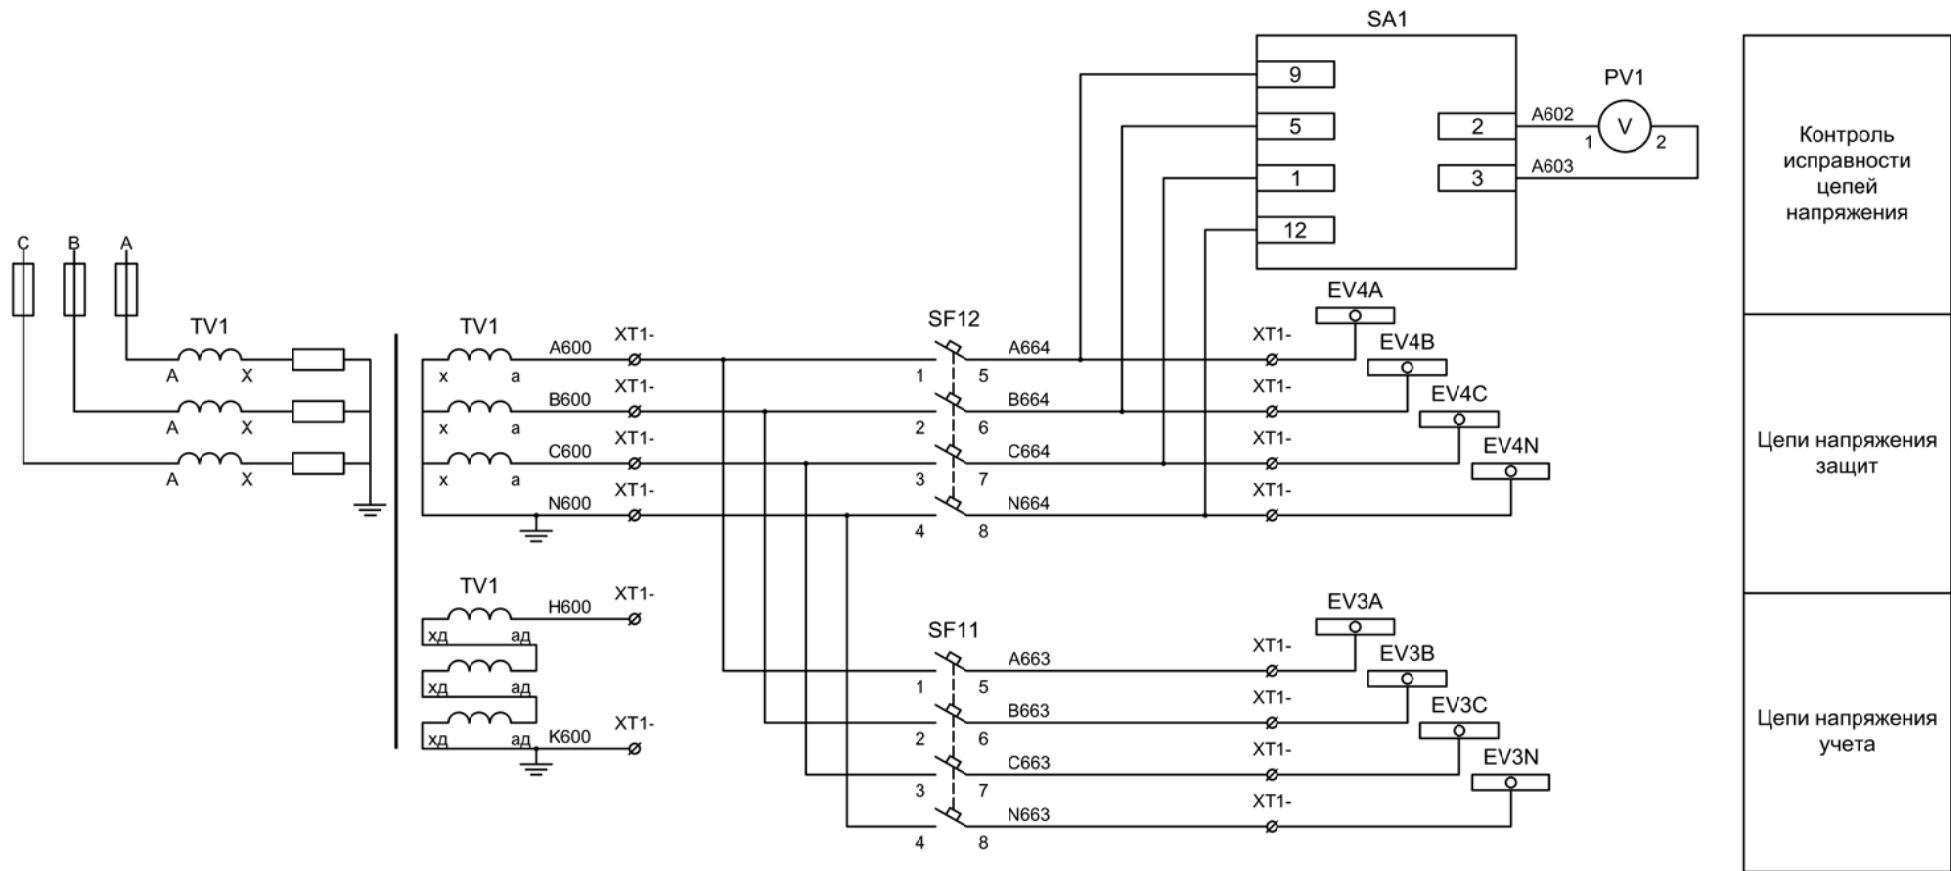 SA1
9
5
1
12
2
3
A602
A603
PV1
V
1
2
Контроль
исправности
цепей
напряжения
C
B
A
TV1
A
X
A
X
A
X
TV1
x
a
A600
XT1-
x
a
B600
XT1-
x
a
C600
XT1-
N600
XT1-
SF12
1
5
A664
2
6
B664
3
7
C664
4
8
N664
XT1-
EV4A
XT1-
EV4B
XT1-
EV4C
XT1-
EV4N
Цепи напряжения
защит
TV1
хд
ад
H600
XT1-
хд
ад
хд
ад
K600
XT1-
SF11
1
5
A663
2
6
B663
3
7
C663
4
8
N663
XT1-
EV3A
XT1-
EV3B
XT1-
EV3C
XT1-
EV3N
Цепи напряжения
учета